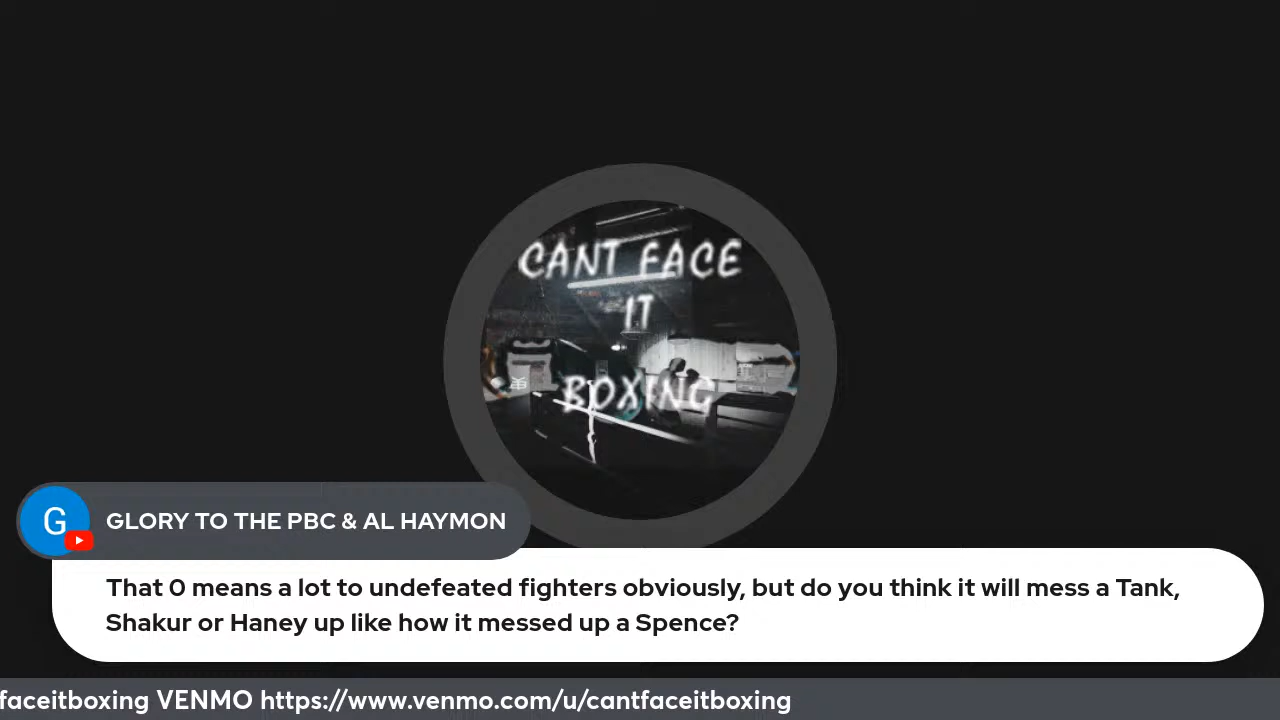 CANT FACE
IT
BOXING
G
GLORY TO THE PBC & AL HAYMON
That 0 means a lot to undefeated fighters obviously, but do you think it will mess a Tank,
Shakur or Haney up like how it messed up a Spence?
faceitboxing VENMO https://www.venmo.com/u/cantfaceitboxing